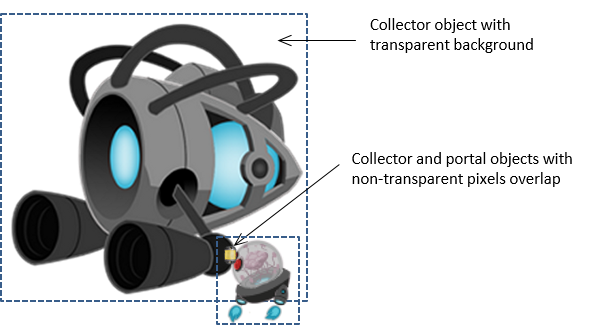 Collector object with
transparent background
Collector and portal objects with
non-transparent pixels overlap